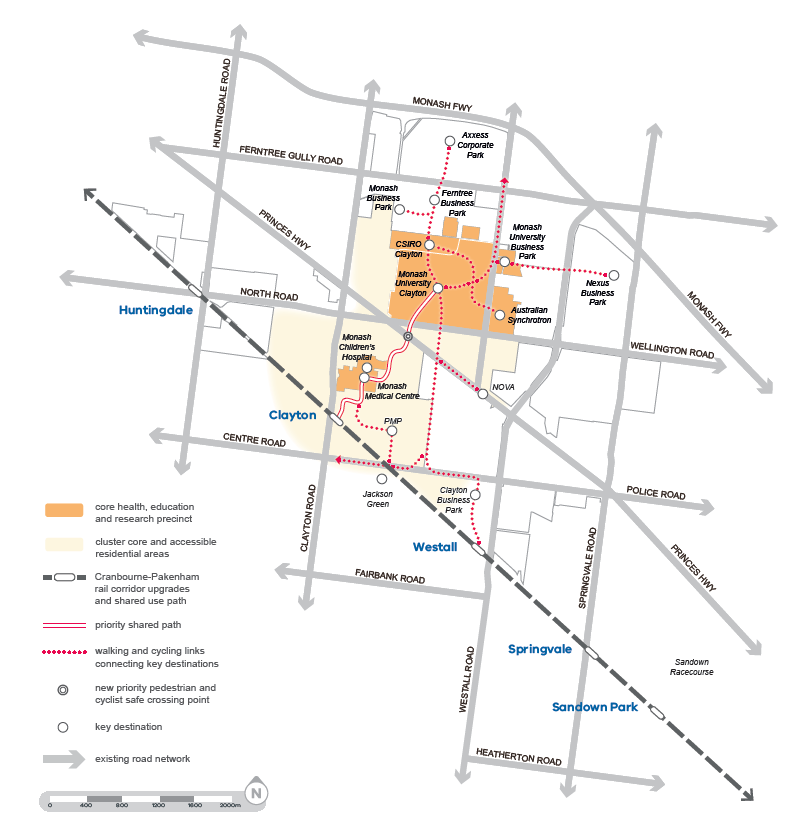 MONASH FWY
HUNTINGDALE ROAD
Axxess
Corporate
Park
FERNTREE GULLY ROAD
Monash
Business
Park
Ferntree
Business
Park
PRINCES HWY
Monash
University
Business
Park
CSIRO
Clayton
Monash
University
Clayton
Nexus
Business
Park
NORTH ROAD
MONASH FWY
Huntingdale
Australian
Synchrotron
Monash
Children's
Hospital
WELLINGTON ROAD
Monash
Medical Centre
NOVA
Clayton
PMP
CENTRE ROAD
Jackson
Green
Clayton
Business
Park
POLICE ROAD
CLAYTON ROAD
Westall
SPRINGVALE ROAD
PRINCES HWY
FAIRBANK ROAD
Springvale
Sandown
Racecourse
WESTALL ROAD
Sandown Park
HEATHERTON ROAD
core health, education
and research precinct
cluster core and accessible
residential areas
Cranbourne-Pakenham
rail corridor upgrades
and shared use path
priority shared path
walking and cycling links
connecting key destinations
new priority pedestrian and
cyclist safe crossing point
key destination
existing road network
N
0 400 800 1200 1600 2000m